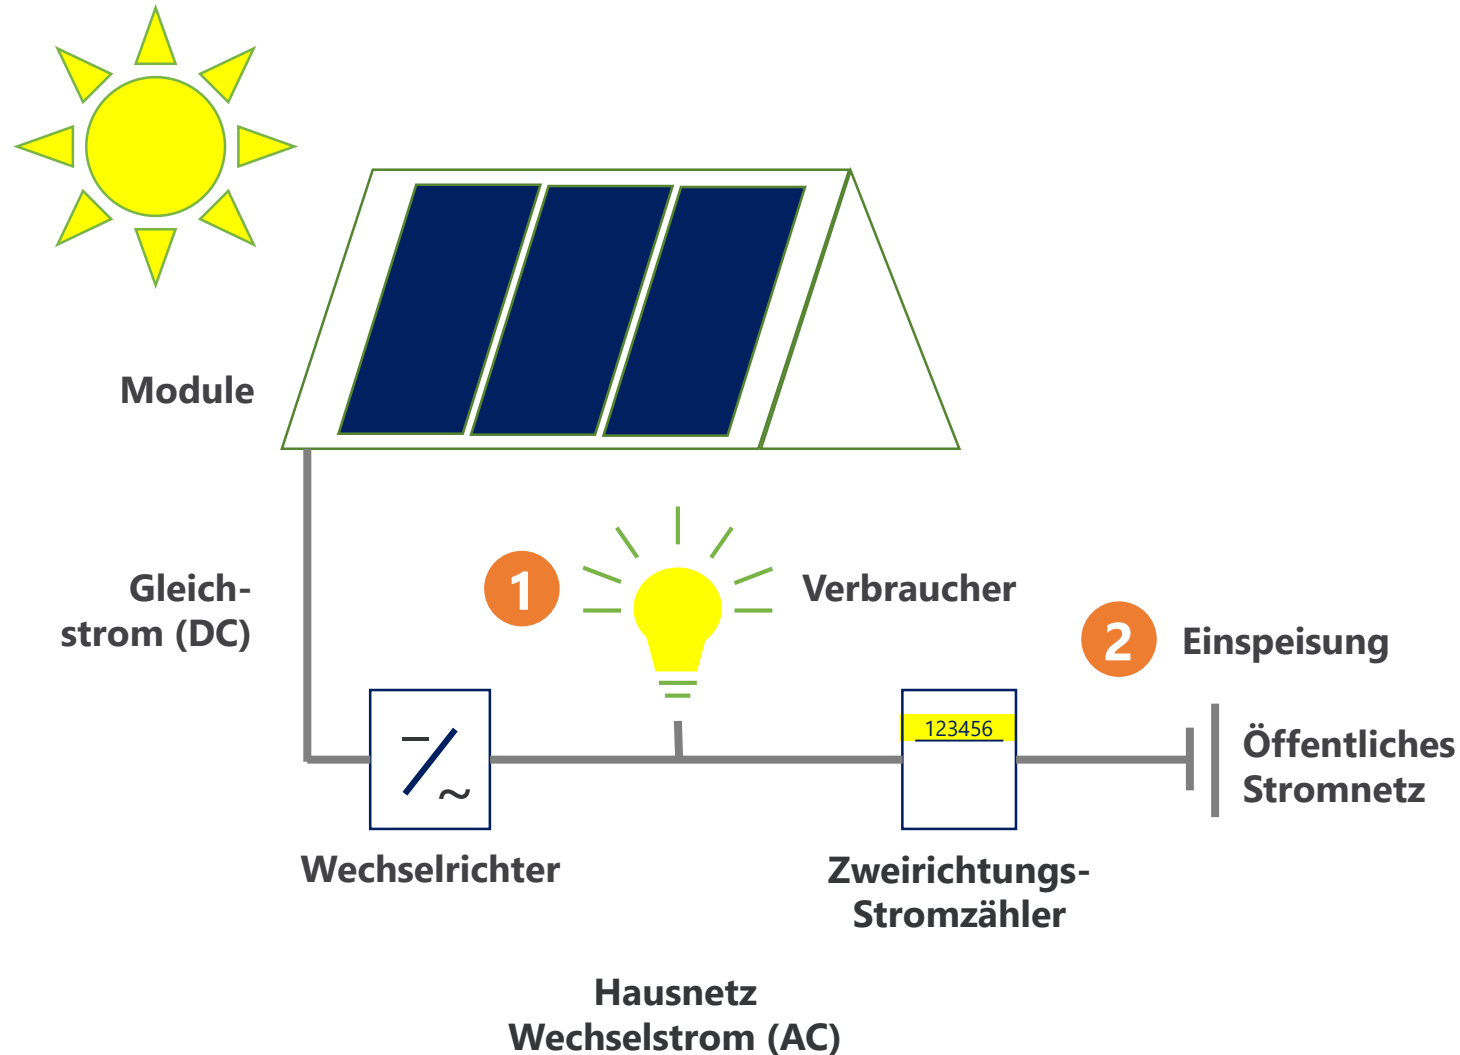 Module
Gleich-
strom (DC)
1
Verbraucher
2
Einspeisung
123456
Öffentliches
Stromnetz
Wechselrichter
Zweirichtungs-
Stromzähler
Hausnetz
Wechselstrom (AC)